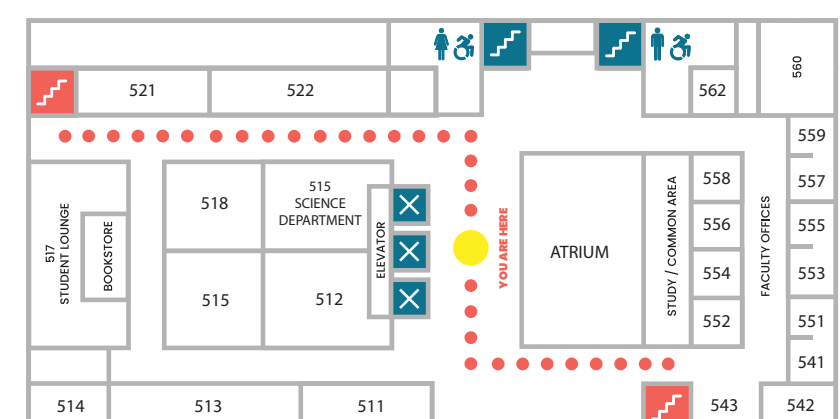 521
522
562
560
559
518
515
SCIENCE
DEPARTMENT
517
STUDENT LOUNGE
BOOKSTORE
ELEVATOR
YOU ARE HERE
ATRIUM
STUDY / COMMON AREA
558
556
554
552
FACULTY OFFICES
557
555
553
551
541
515
512
514
513
511
543
542